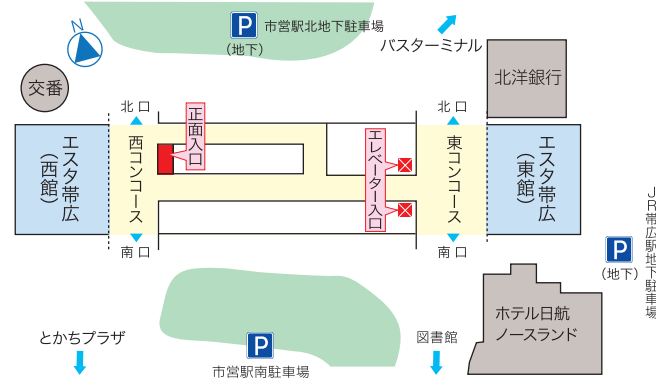 N
P
(地下)
市営駅北地下駐車場
バスターミナル
交番
北洋銀行
北口
北口
正面入口
エレベーター入口
エスタ帯広
(西館)
西コンコース
東コンコース
エスタ帯広
(東館)
南口
南口
P
(地下)
JR帯広駅地下駐車場
ホテル日航
ノースランド
とかちプラザ
P
市営駅南駐車場
図書館